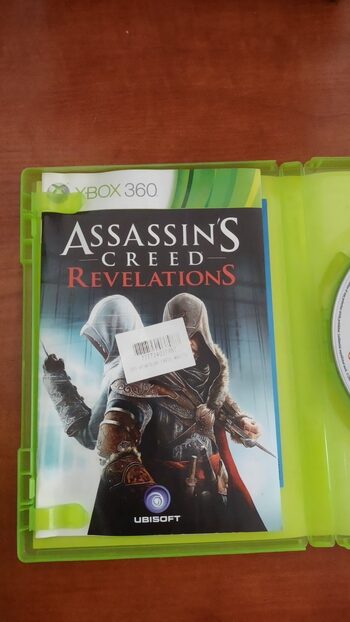 XBOX 360
ASSASSIN'S
CREED
REVELATIONS
UBISOFT